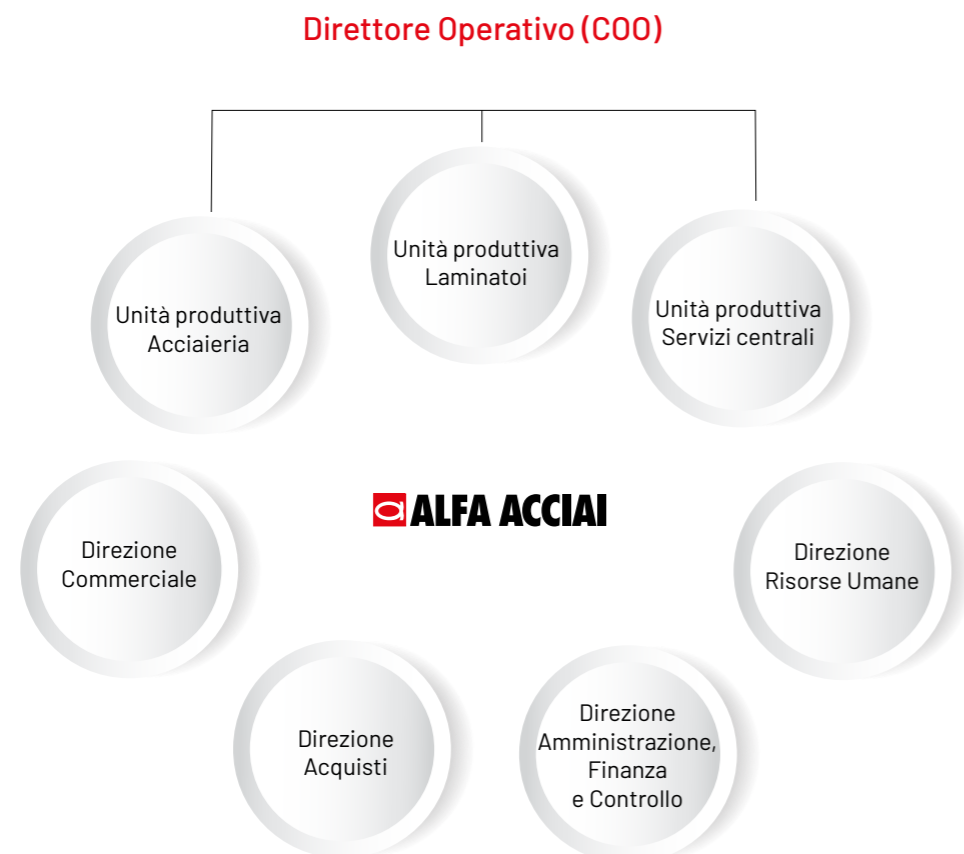 Direttore Operativo (COO)
Unità produttiva
Laminatoi
Unità produttiva
Acciaieria
Unità produttiva
Servizi centrali
a ALFA ACCIAI
Direzione
Commerciale
Direzione
Risorse Umane
Direzione
Acquisti
Direzione
Amministrazione,
Finanza
e Controllo